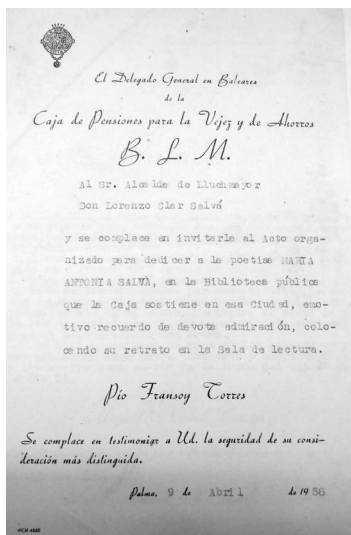 El Delegado General en Baleares
de la
Caja de Pensiones para la Vejez y de Ahorros
B. L. M.
Al Sr. Alcalde de Lluchmayor
Don Lorenzo Clar Salvá
y se complace en invitarle al Acto orga-
nizado para dedicar a la poetisa MARIA
ANTONIA SALVÀ, en la Biblioteca pública
que la Caja sostiene en esa Ciudad, emo-
tivo recuerdo de devota admiración, colo-
cando su retrato en la Sala de lectura.
Pío Fransoy Torres
Se complace en testimoniar a Ud. la seguridad de su consi-
deración más distinguida.
Palma, 9 de Abril de 1958